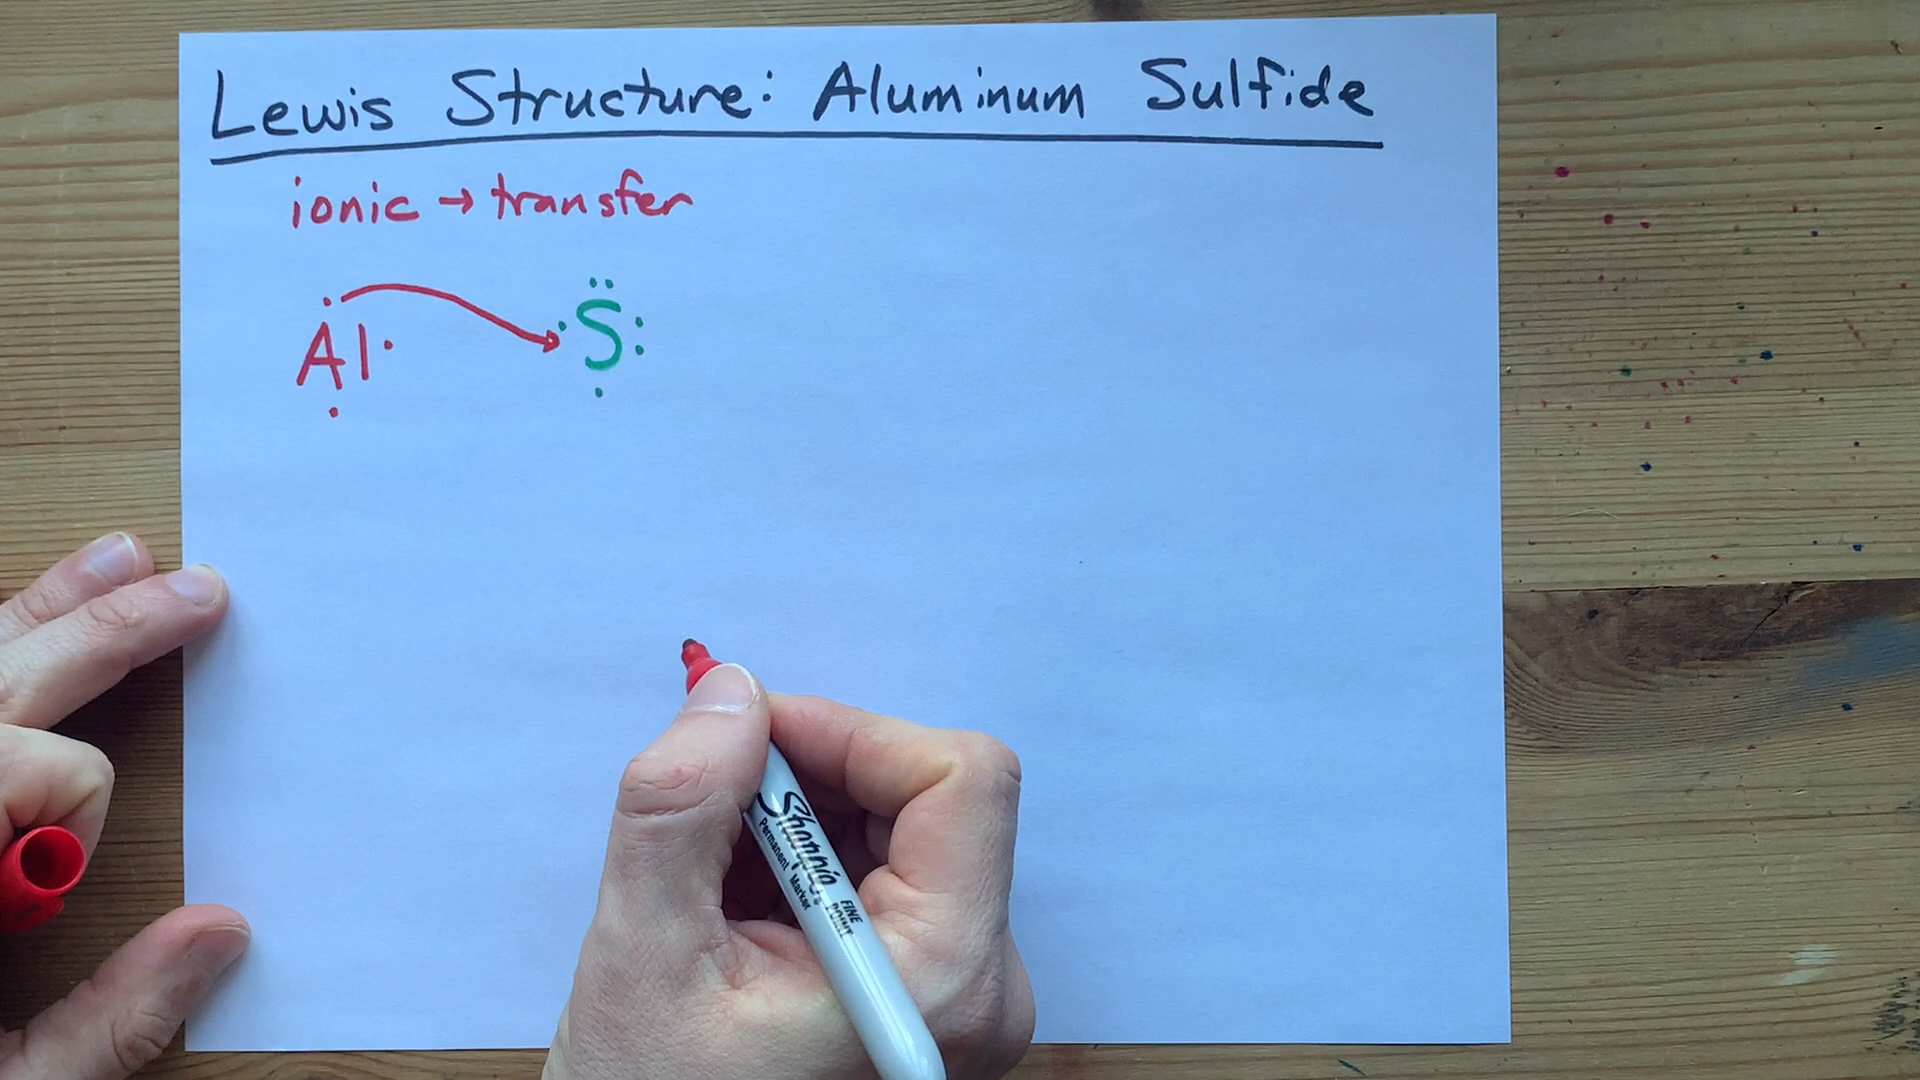 Lewis Structure: Aluminum Sulfide
ionic → transfer
Al S
Sharpie
FINE POINT
Permanent Marker